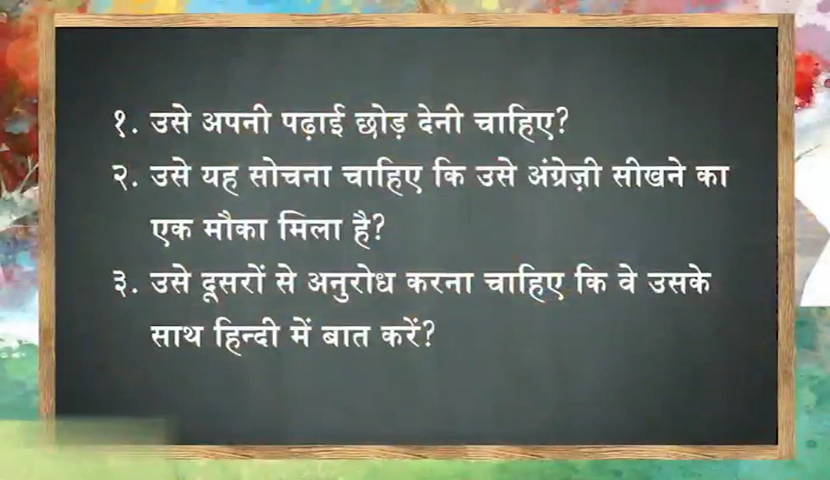 १. उसे अपनी पढ़ाई छोड़ देनी चाहिए?
२. उसे यह सोचना चाहिए कि उसे अंग्रेज़ी सीखने का
एक मौका मिला है?
३. उसे दूसरों से अनुरोध करना चाहिए कि वे उसके
साथ हिन्दी में बात करें?